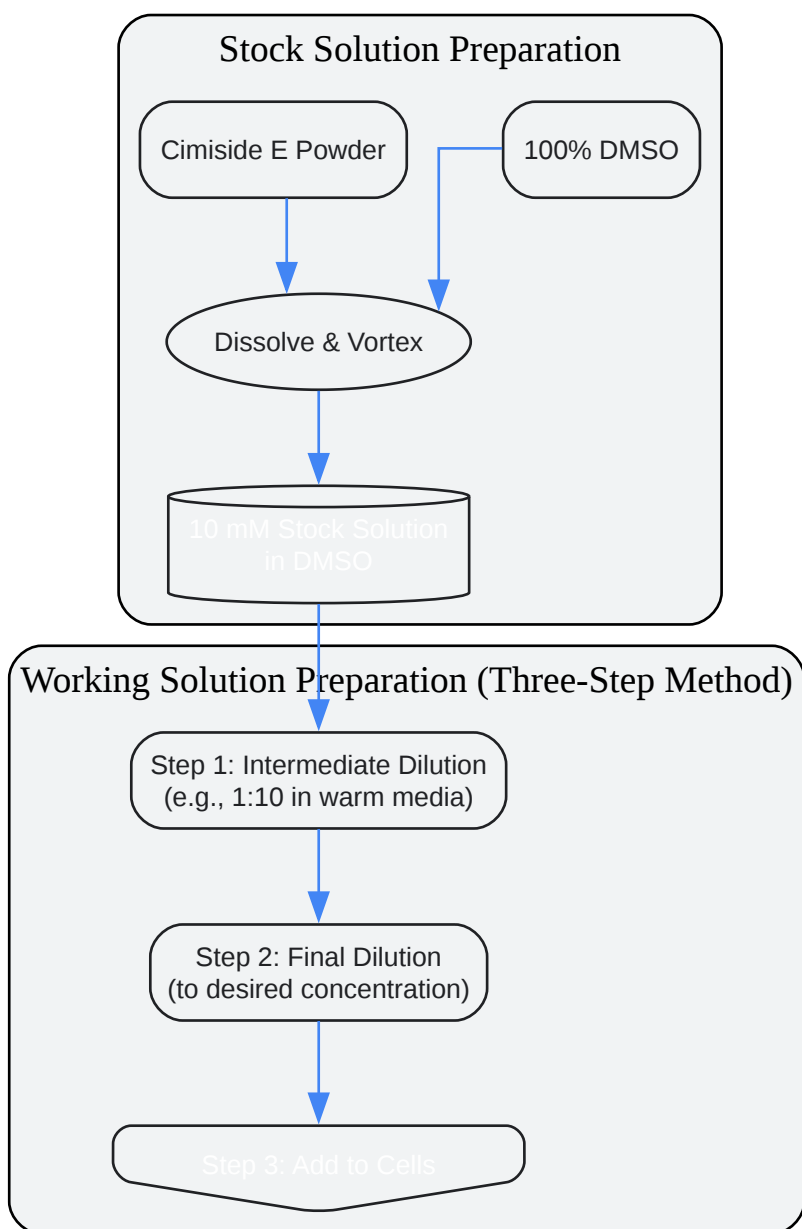 Stock Solution Preparation
Cimiside E Powder
100% DMSO
Dissolve & Vortex
10 mM Stock Solution
in DMSO
Working Solution Preparation (Three-Step Method)
Step 1: Intermediate Dilution
(e.g., 1:10 in warm media)
Step 2: Final Dilution
(to desired concentration)
Step 3: Add to Cells